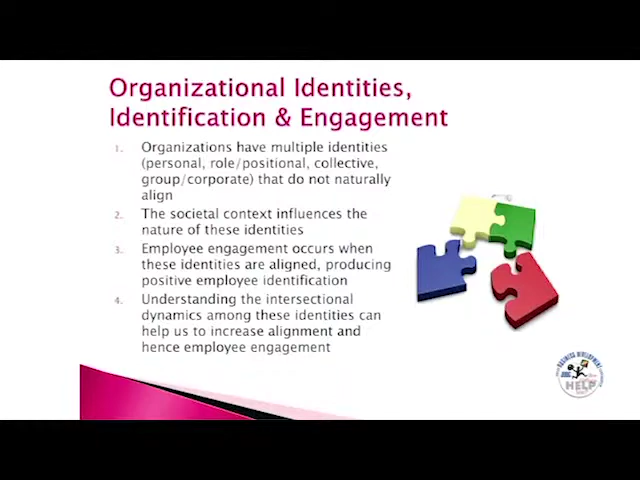 Organizational Identities,
Identification & Engagement
1. Organizations have multiple identities
(personal, role/positional, collective,
group/corporate) that do not naturally
align
2. The societal context influences the
nature of these identities
3. Employee engagement occurs when
these identities are aligned, producing
positive employee identification
4. Understanding the intersectional
dynamics among these identities can
help us to increase alignment and
hence employee engagement
BUSINESS DEVELOPMENT
HELP